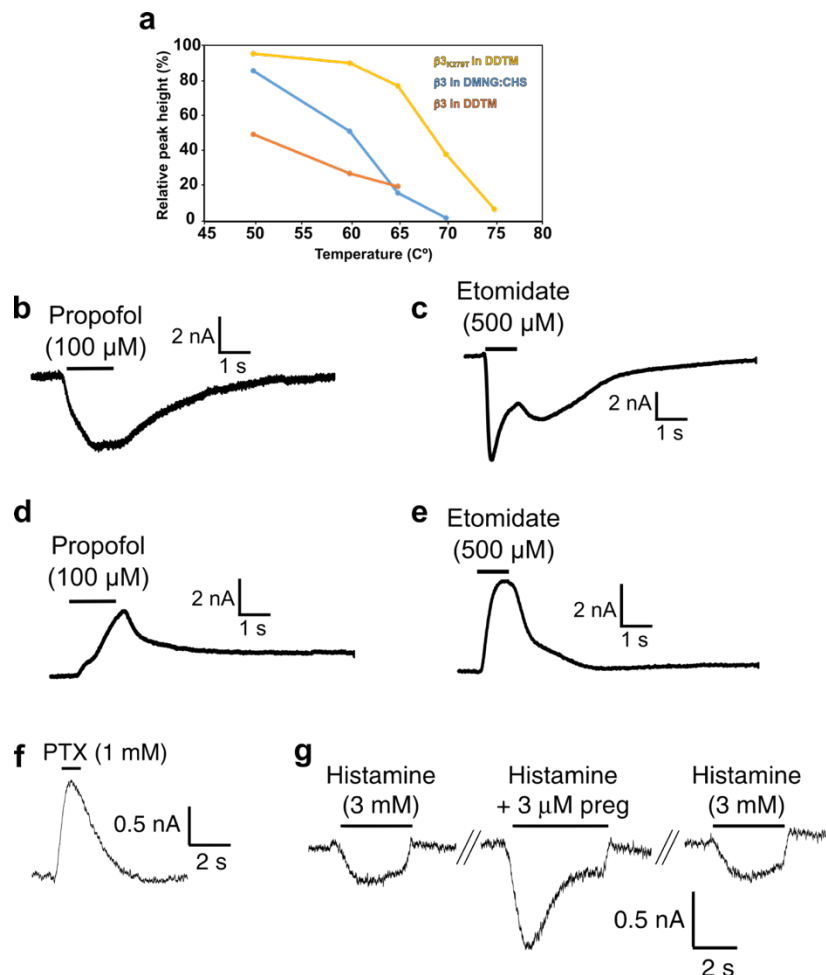 a
Relative peak height (%)
100
80
60
40
20
0
β3K279T in DDTM
β3 in DMNG:CHS
β3 in DDTM
45 50 55 60 65 70 75 80
Temperature (Cº)
b
Propofol
(100 µM)
2 nA
1 s
c
Etomidate
(500 µM)
2 nA
1 s
d
Propofol
(100 µM)
2 nA
1 s
e
Etomidate
(500 µM)
2 nA
1 s
f
PTX (1 mM)
0.5 nA
2 s
g
Histamine
(3 mM)
Histamine
+ 3 µM preg
Histamine
(3 mM)
0.5 nA
2 s